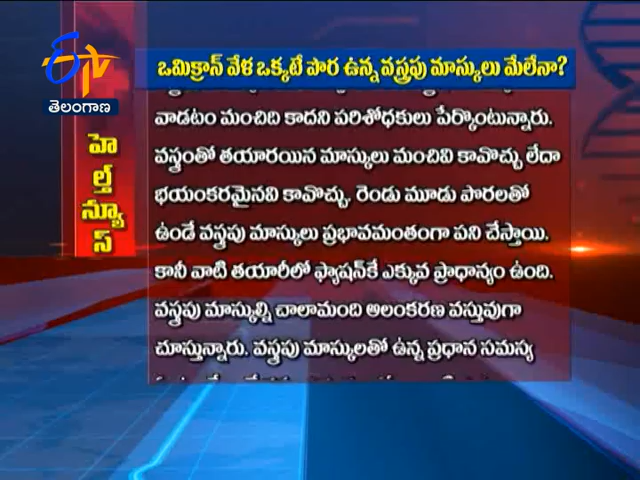 ETV
తెలంగాణ
హెల్త్ న్యూస్
ఒమిక్రాన్ వేళ ఒక్కటే పొర ఉన్న వస్త్రపు మాస్కులు మేలేనా?
వాడటం మంచిది కాదని పరిశోధకులు పేర్కొంటున్నారు.
వస్త్రంతో తయారయిన మాస్కులు మంచివి కావొచ్చు లేదా
భయంకరమైనవి కావొచ్చు. రెండు మూడు పొరలతో
ఉండే వస్త్రపు మాస్కులు ప్రభావమంతంగా పని చేస్తాయి.
కానీ వాటి తయారీలో ఫ్యాషన్‌కే ఎక్కువ ప్రాధాన్యం ఉంది.
వస్త్రపు మాస్కుల్ని చాలామంది అలంకరణ వస్తువుగా
చూస్తున్నారు. వస్త్రపు మాస్కులతో ఉన్న ప్రధాన సమస్య